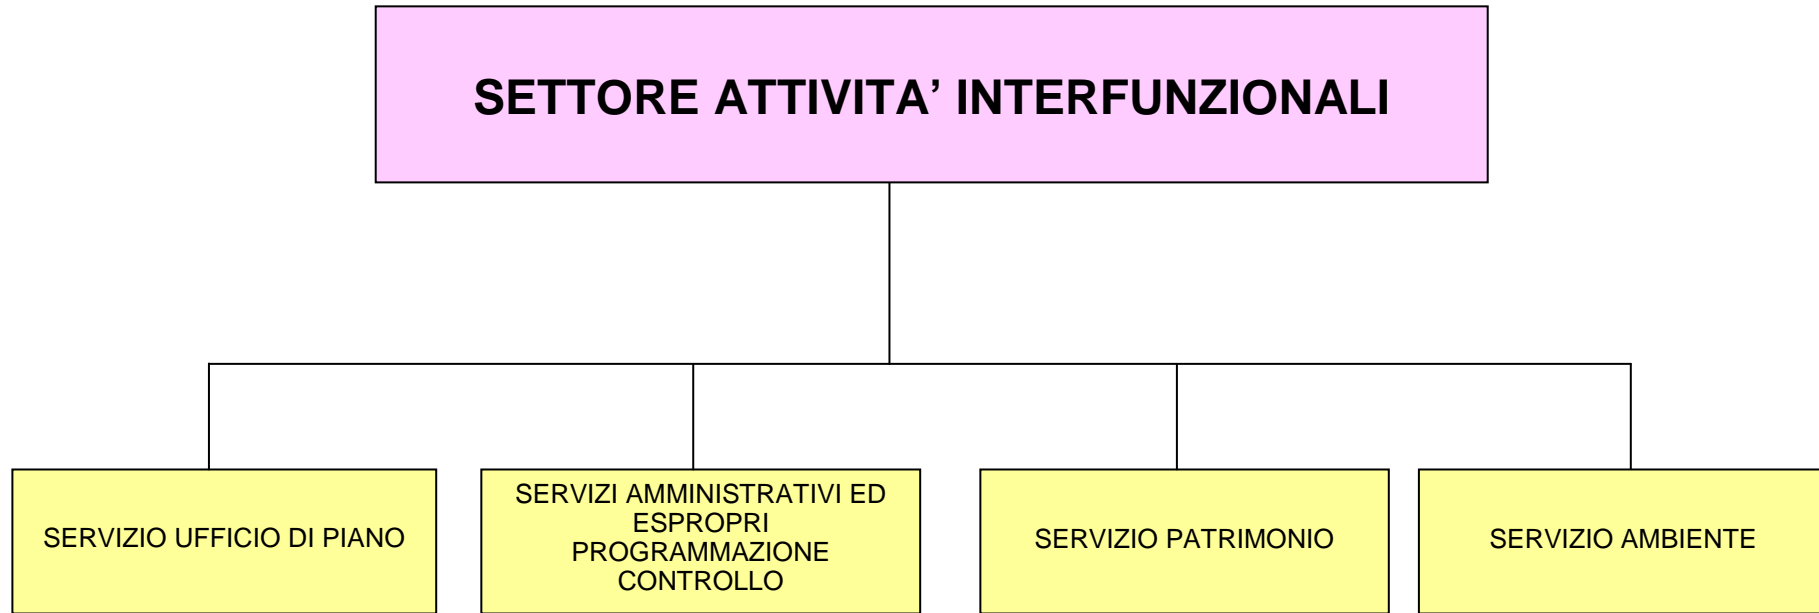 SETTORE ATTIVITA’ INTERFUNZIONALI
SERVIZIO UFFICIO DI PIANO
SERVIZI AMMINISTRATIVI ED
ESPROPRI
PROGRAMMAZIONE
CONTROLLO
SERVIZIO PATRIMONIO
SERVIZIO AMBIENTE